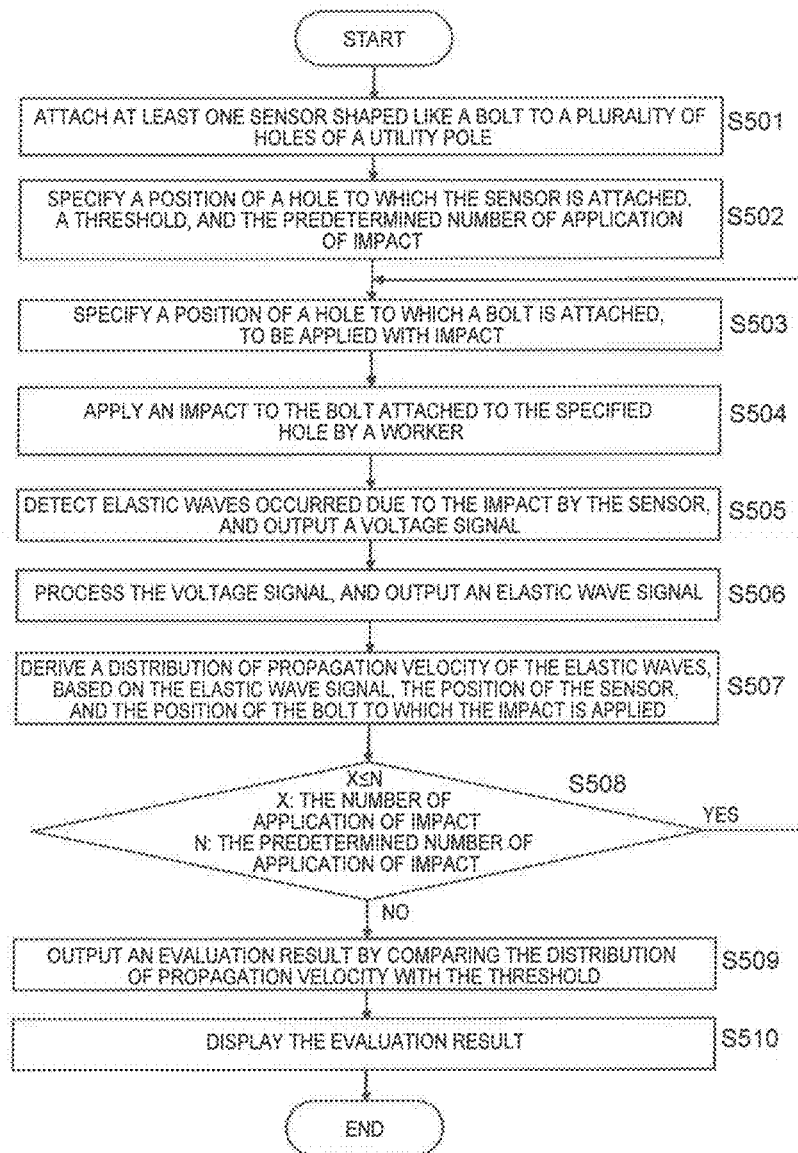 START
ATTACH AT LEAST ONE SENSOR SHAPED LIKE A BOLT TO A PLURALITY OF
HOLES OF A UTILITY POLE
S501
SPECIFY A POSITION OF A HOLE TO WHICH THE SENSOR IS ATTACHED,
A THRESHOLD, AND THE PREDETERMINED NUMBER OF APPLICATION
OF IMPACT
S502
SPECIFY A POSITION OF A HOLE TO WHICH A BOLT IS ATTACHED,
TO BE APPLIED WITH IMPACT
S503
APPLY AN IMPACT TO THE BOLT ATTACHED TO THE SPECIFIED
HOLE BY A WORKER
S504
DETECT ELASTIC WAVES OCCURRED DUE TO THE IMPACT BY THE SENSOR,
AND OUTPUT A VOLTAGE SIGNAL
S505
PROCESS THE VOLTAGE SIGNAL, AND OUTPUT AN ELASTIC WAVE SIGNAL
S506
DERIVE A DISTRIBUTION OF PROPAGATION VELOCITY OF THE ELASTIC WAVES,
BASED ON THE ELASTIC WAVE SIGNAL, THE POSITION OF THE SENSOR,
AND THE POSITION OF THE BOLT TO WHICH THE IMPACT IS APPLIED
S507
X≤N
X: THE NUMBER OF
APPLICATION OF IMPACT
N: THE PREDETERMINED NUMBER OF
APPLICATION OF IMPACT
S508
YES
NO
OUTPUT AN EVALUATION RESULT BY COMPARING THE DISTRIBUTION
OF PROPAGATION VELOCITY WITH THE THRESHOLD
S509
DISPLAY THE EVALUATION RESULT
S510
END